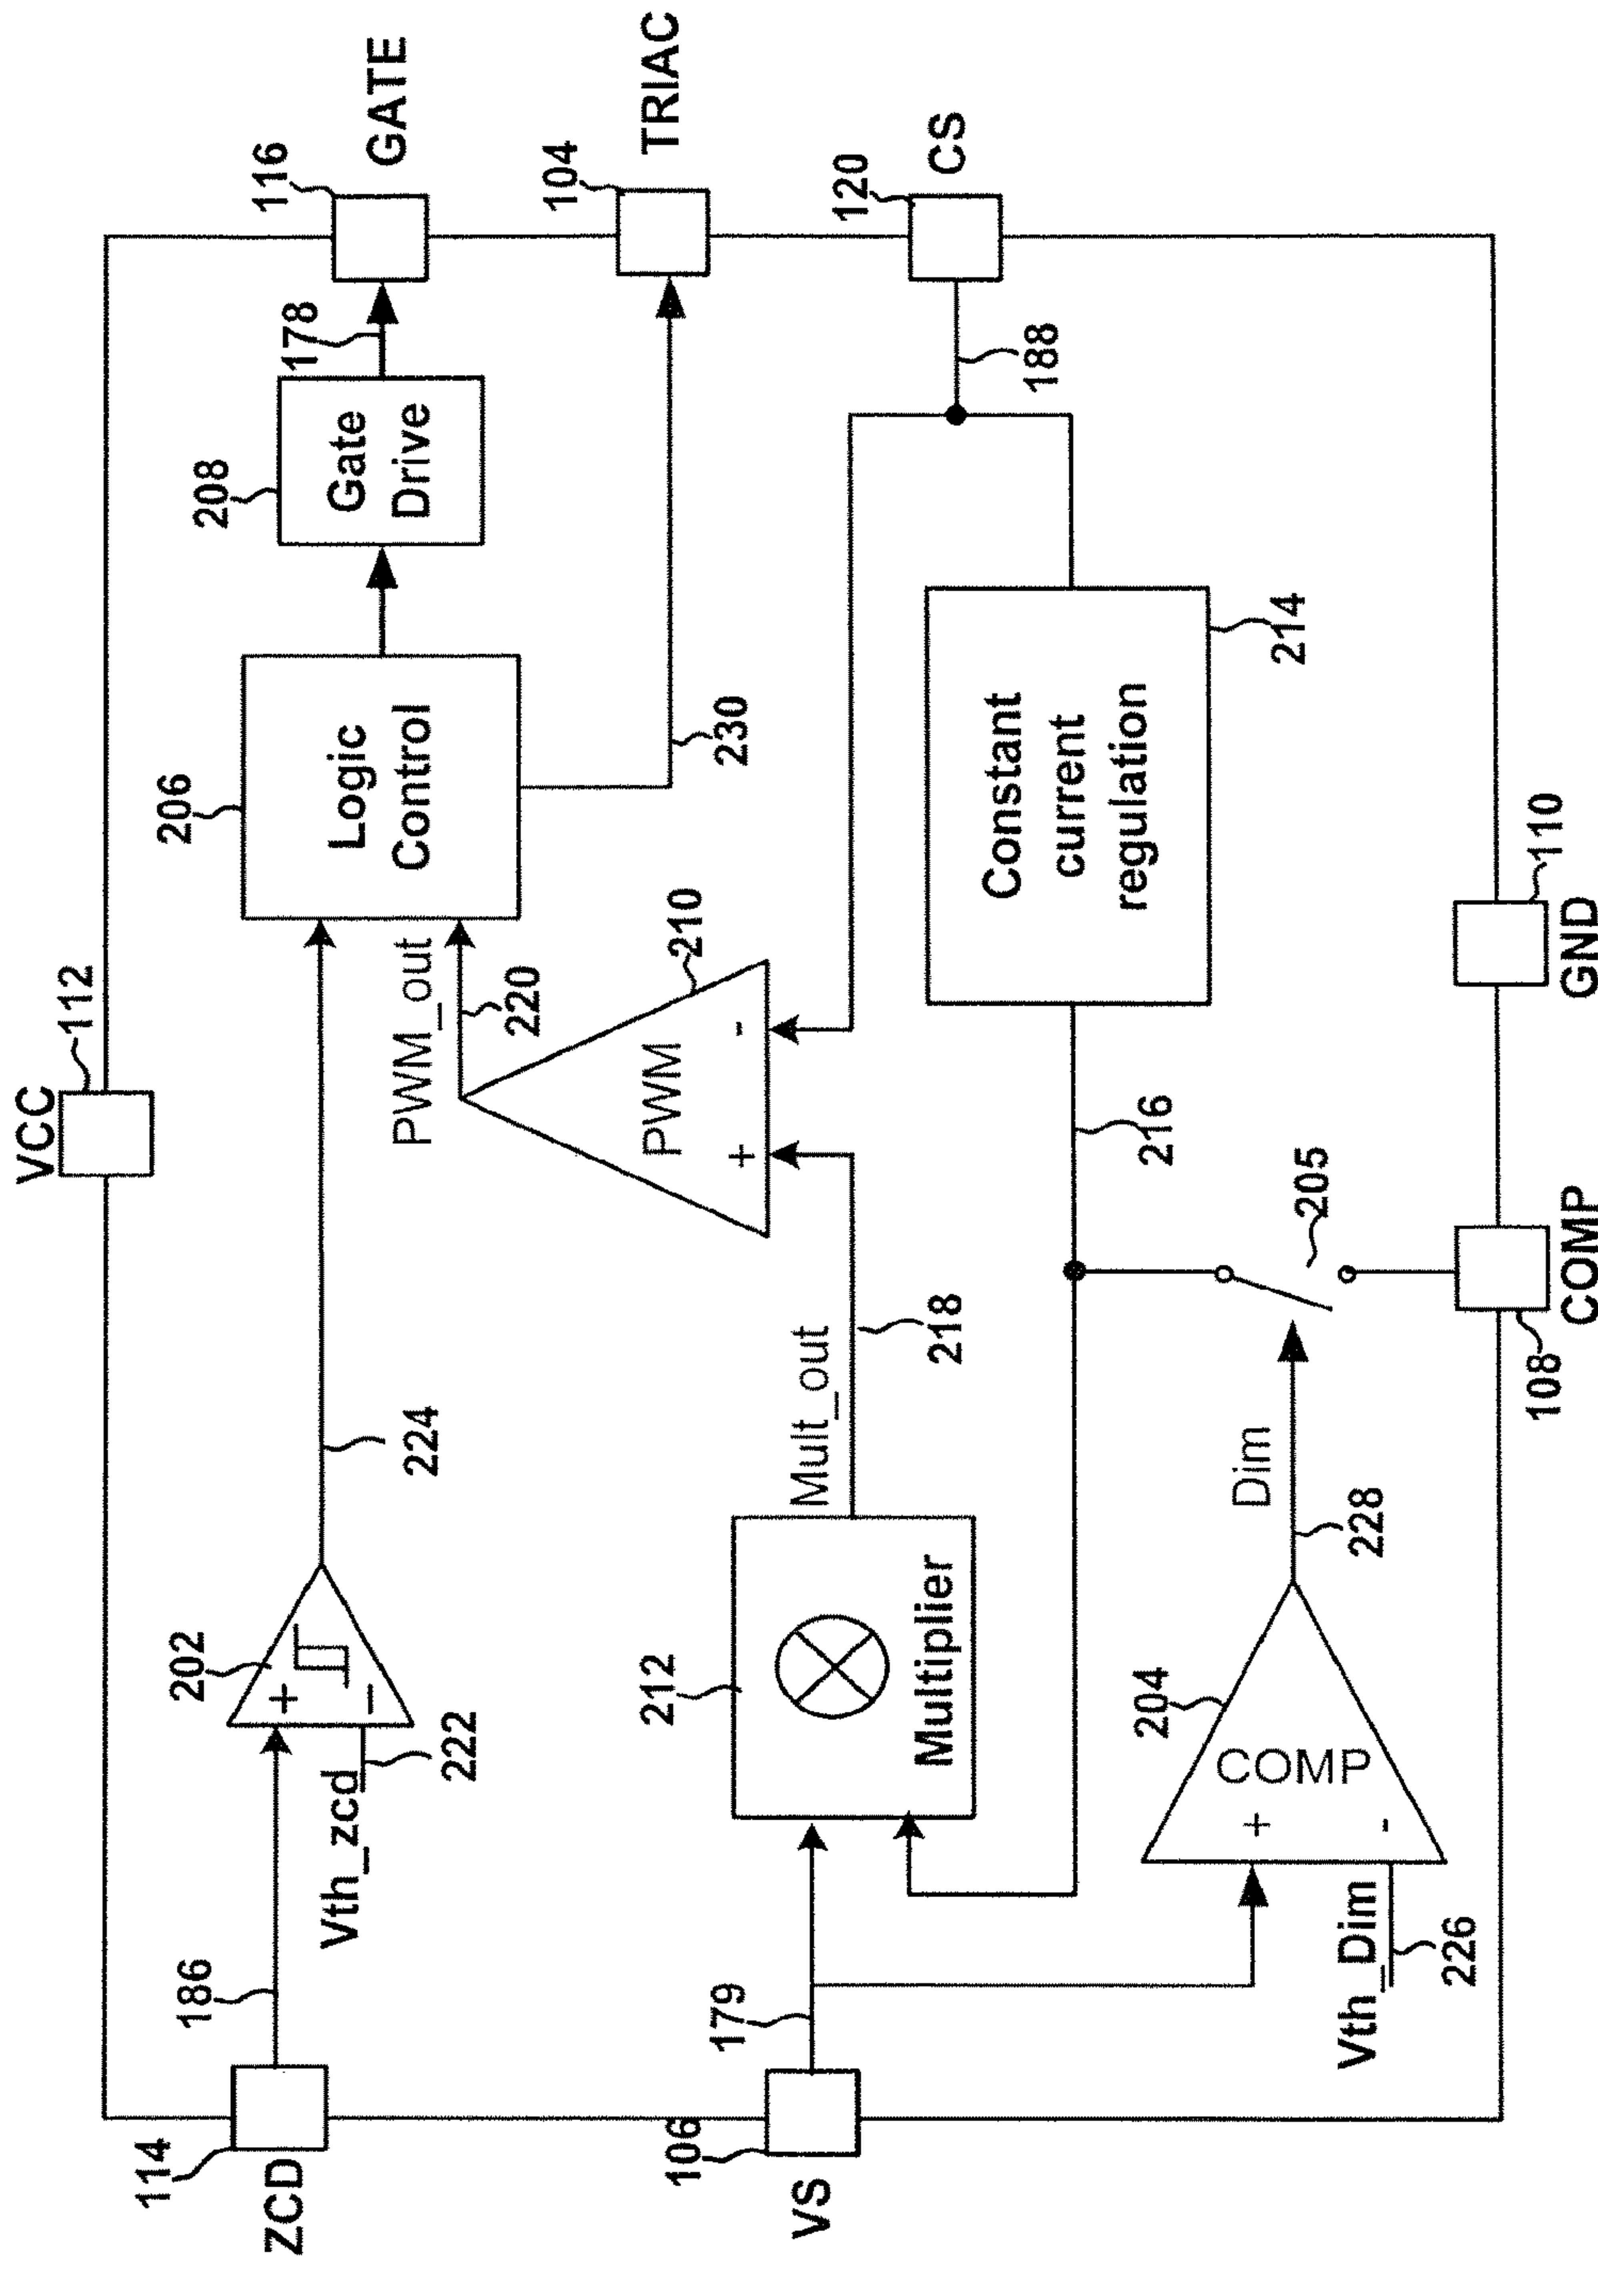 VCC
112
116
GATE
178
208
Gate
Drive
206
Logic
Control
104
TRIAC
230
PWM_out
220
210
PWM
+
-
120
CS
188
Constant
current
regulation
214
216
114
ZCD
186
Vth_zcd
222
202
+
–
224
106
VS
179
212
Multiplier
Mult_out
218
204
COMP
+
-
Vth_Dim
226
Dim
228
205
108
COMP
110
GND